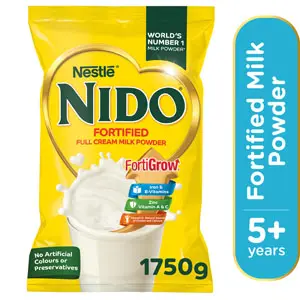 WORLD'S
NUMBER 1
MILK POWDER*
Nestlé
NIDO
FORTIFIED
FULL CREAM MILK POWDER
FortiGrow
Iron &
B-Vitamins
Zinc
Vitamin A & C
No Artificial
Colours or
Preservatives
1750g
Fortified Milk
Powder
5+
years